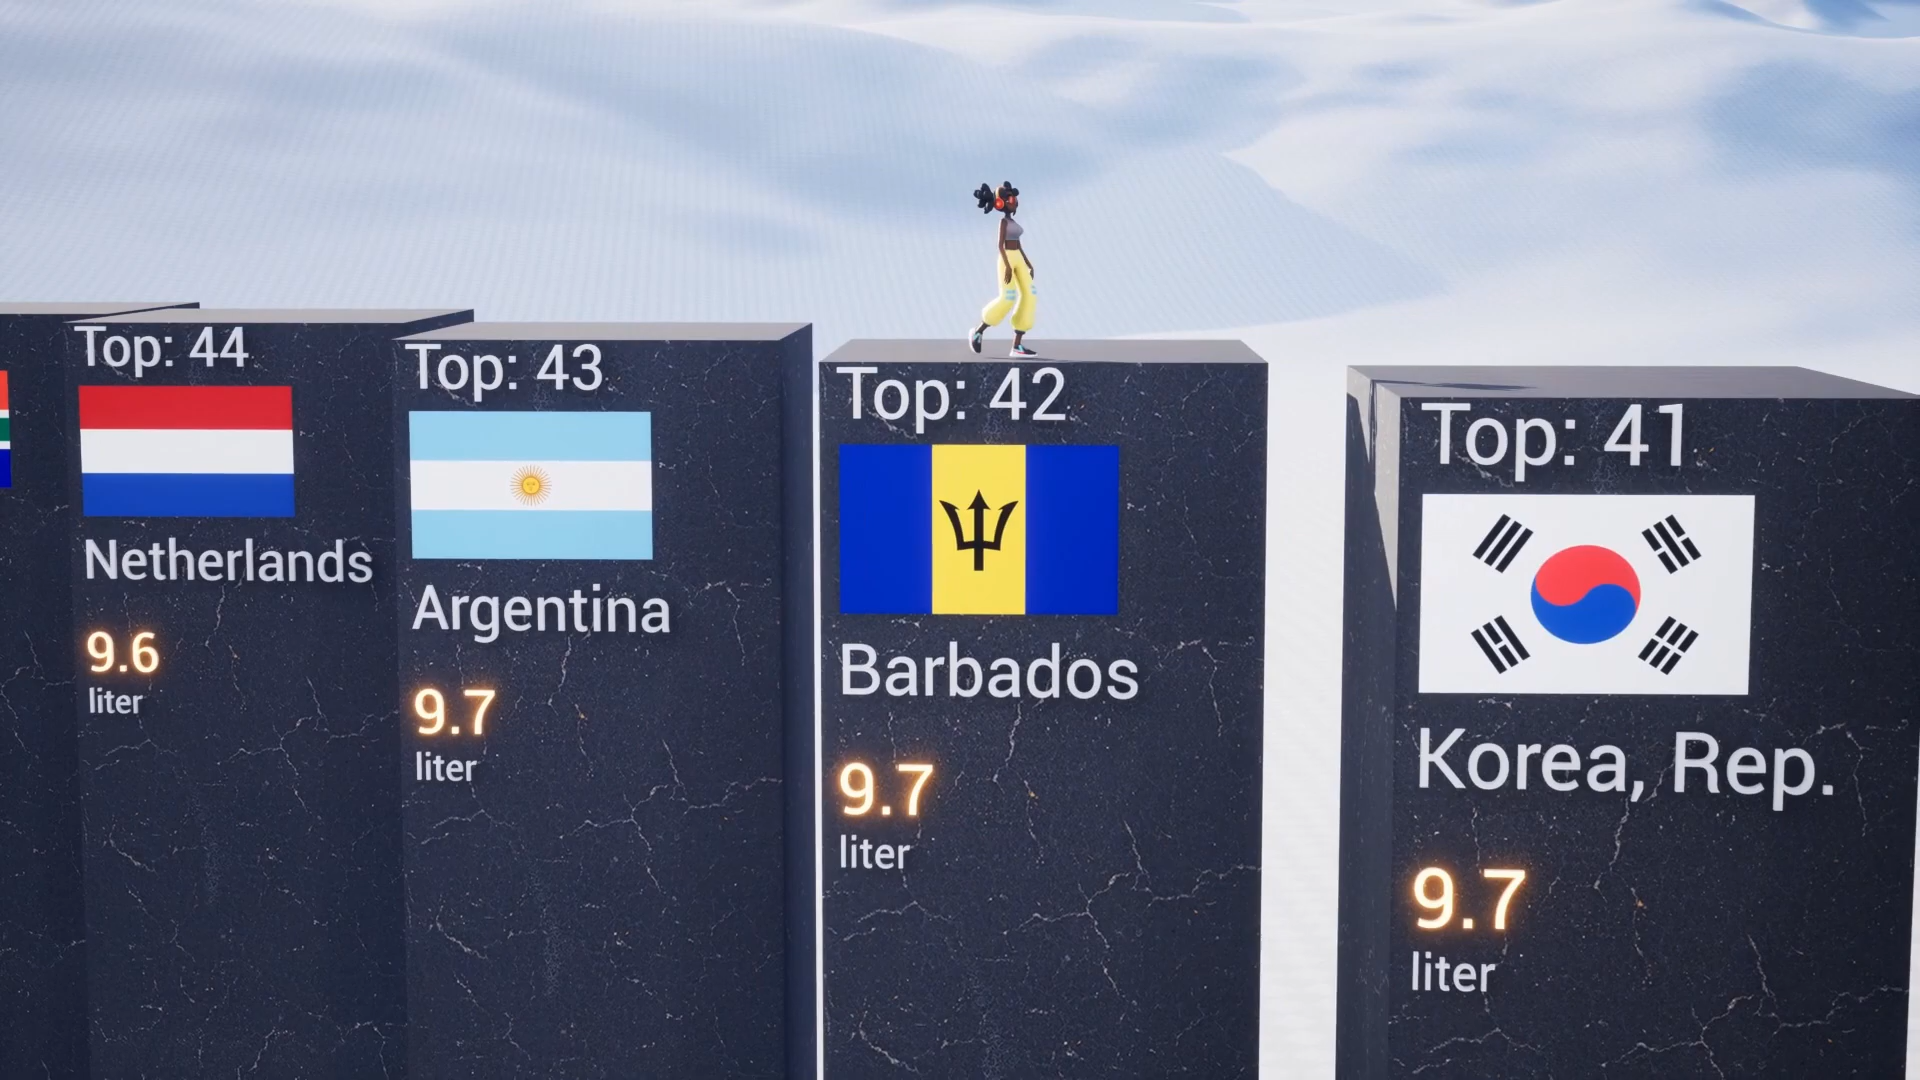 Top: 44
Netherlands
9.6
liter
Top: 43
Argentina
9.7
liter
Top: 42
Barbados
9.7
liter
Top: 41
Korea, Rep.
9.7
liter